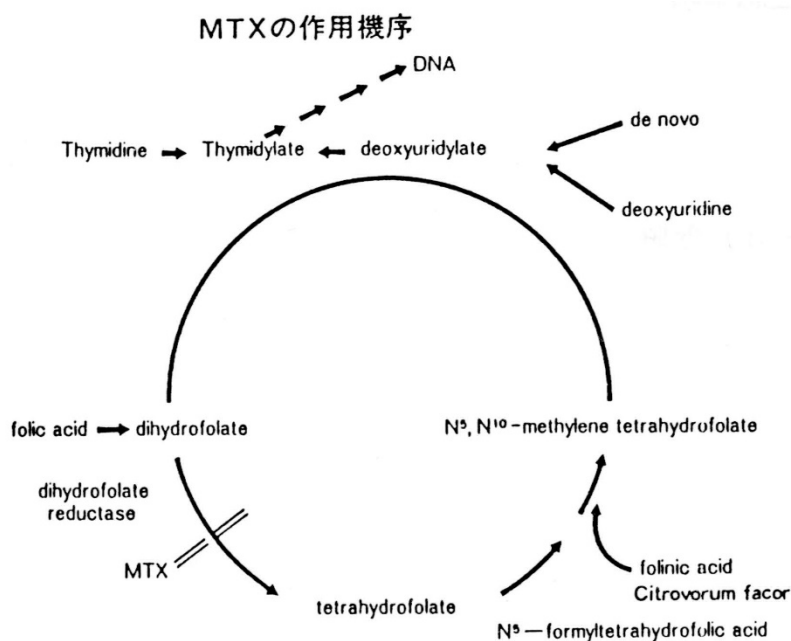 MTXの作用機序
DNA
de novo
Thymidine
Thymidylate
deoxyuridylate
deoxyuridine
folic acid
dihydrofolate
N⁵, N¹⁰-methylene tetrahydrofolate
dihydrofolate
reductase
MTX
tetrahydrofolate
folinic acid
Citrovorum facor
N⁵—formyltetrahydrofolic acid